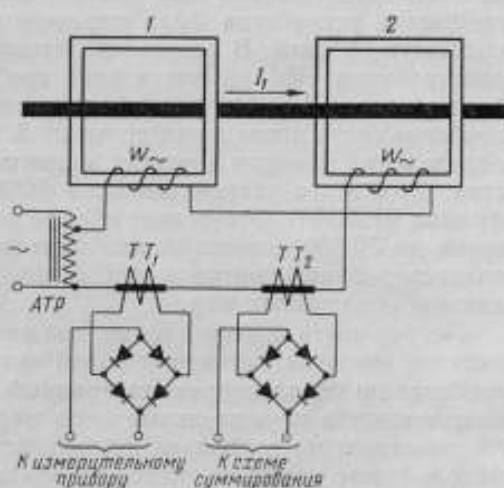 1 2
I₁
W~ W~
~
АТР
ТТ₁ ТТ₂
К измерительному прибору
К схеме суммирования